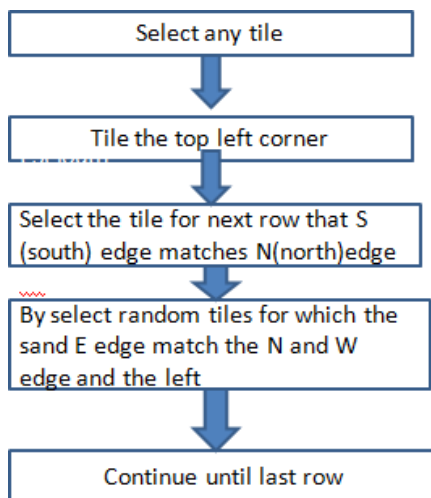 Select any tile
Tile the top left corner
Select the tile for next row that S
(south) edge matches N(north)edge
By select random tiles for which the
sand E edge match the N and W
edge and the left
Continue until last row